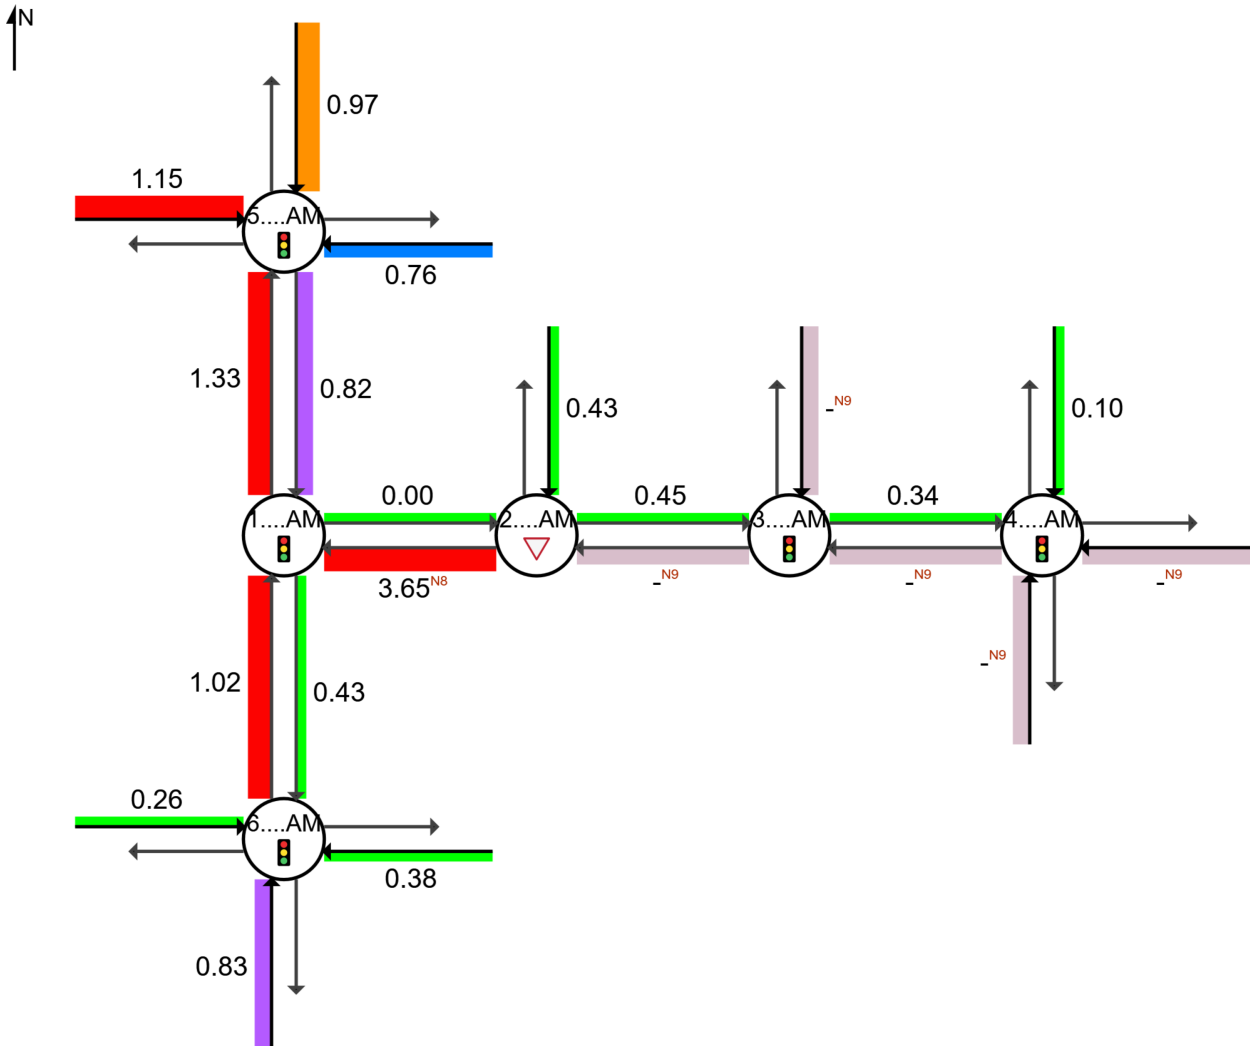 N
0.97
1.15
5....AM
0.76
1.33
0.82
0.43
-N9
0.10
0.00
0.45
0.34
1....AM
2....AM
3....AM
4....AM
3.65N8
-N9
-N9
-N9
-N9
1.02
0.43
0.26
6....AM
0.38
0.83